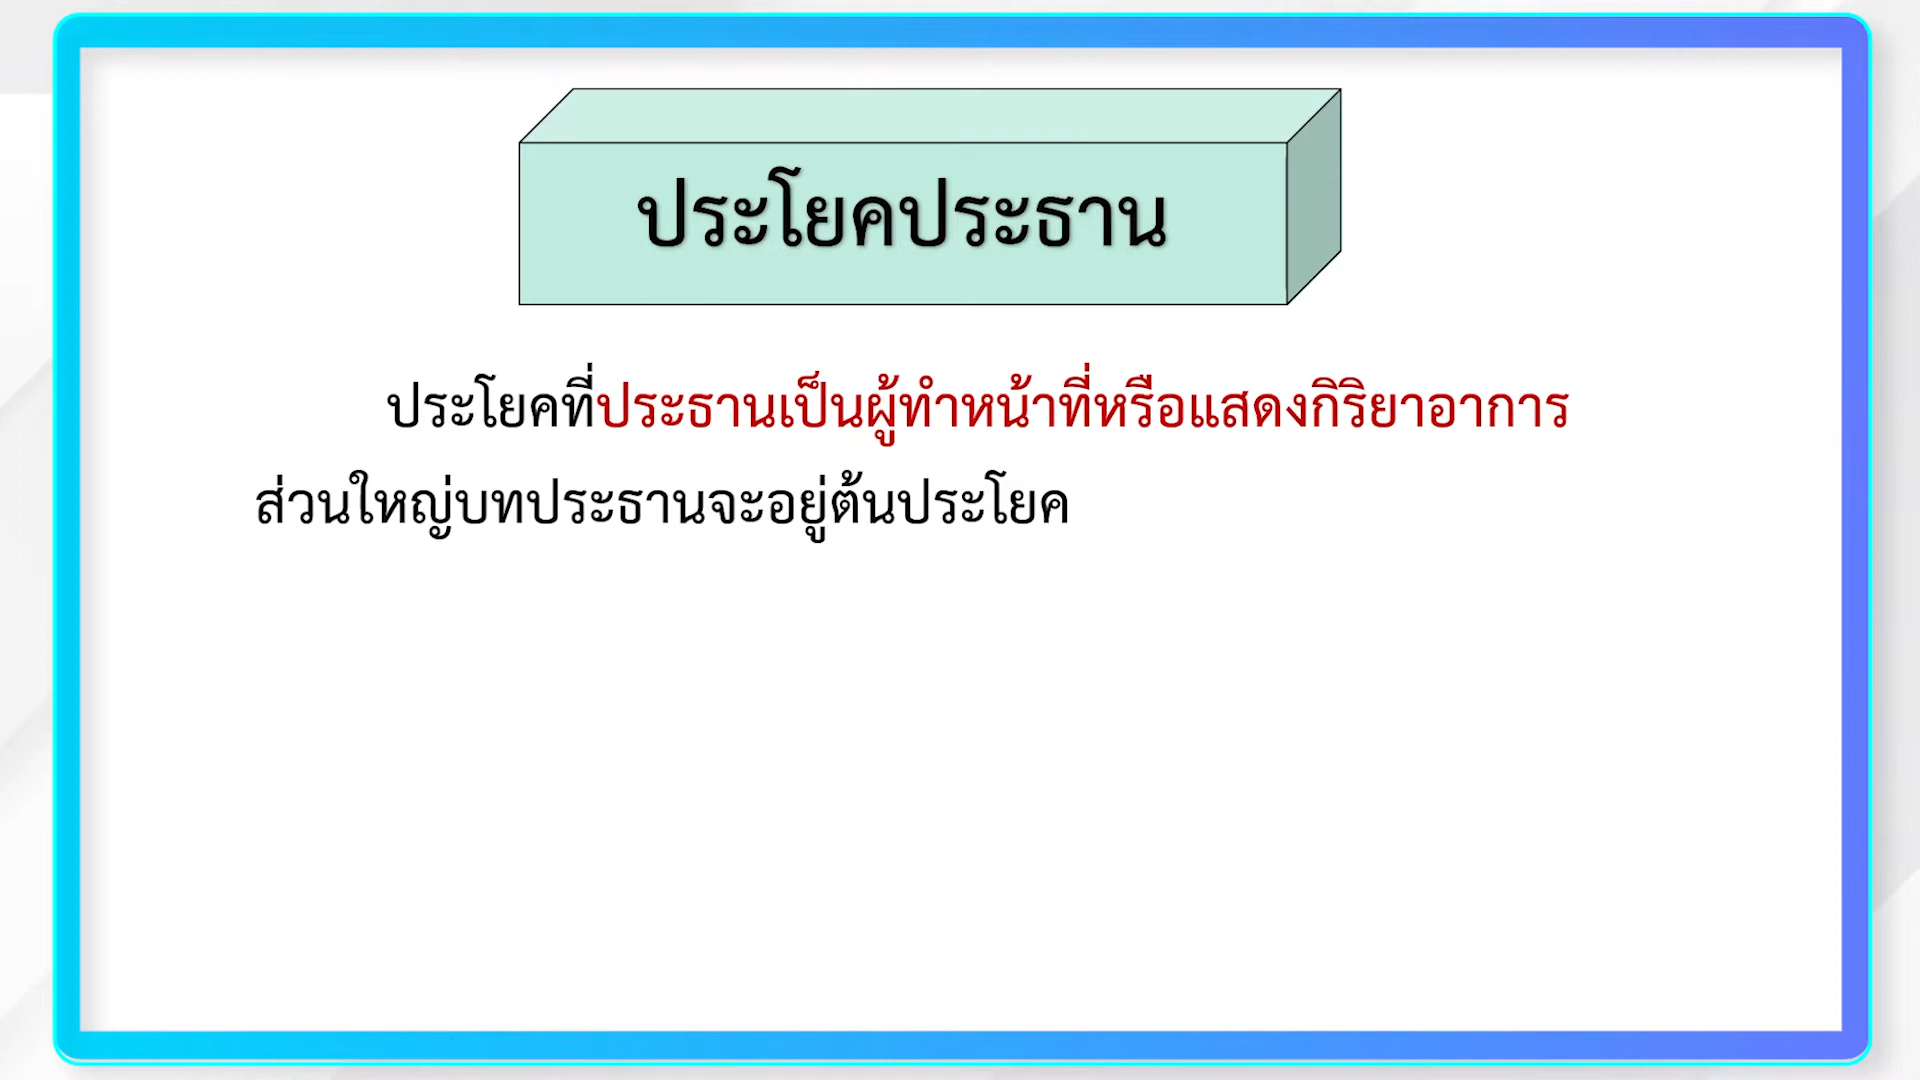 ประโยคประธาน
ประโยคที่ประธานเป็นผู้ทำหน้าที่หรือแสดงกิริยาอาการ
ส่วนใหญ่บทประธานจะอยู่ต้นประโยค